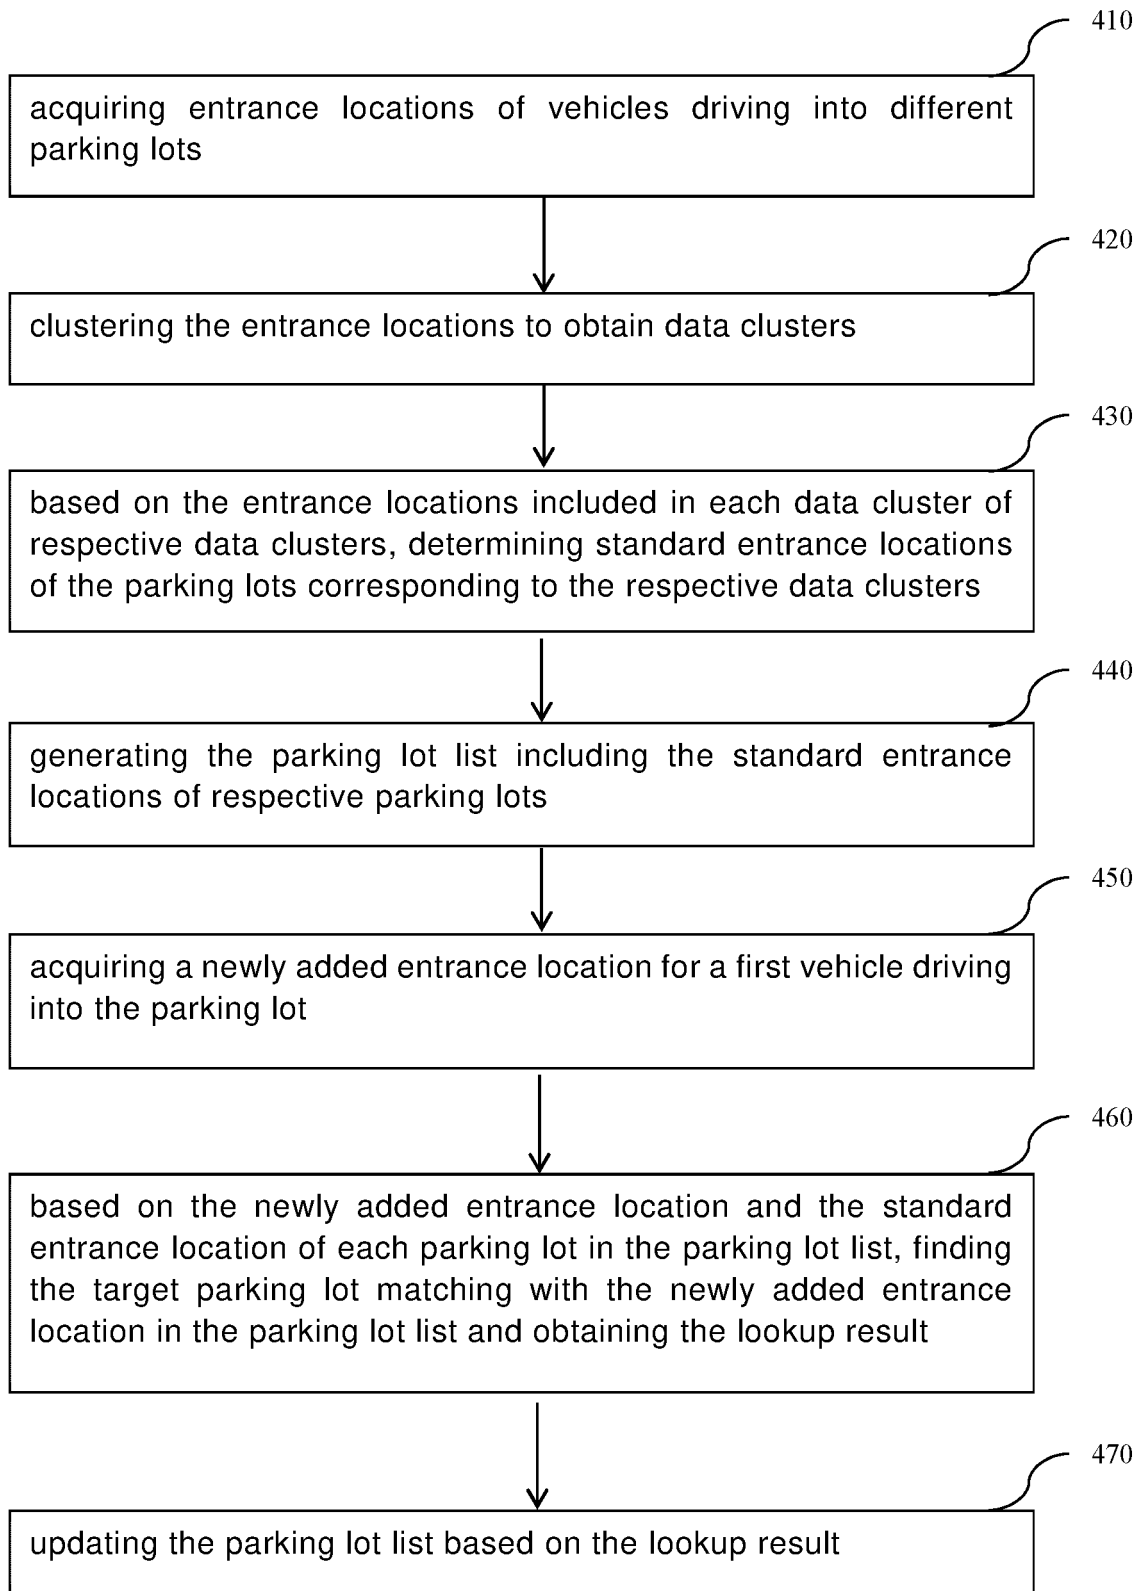 410
acquiring entrance locations of vehicles driving into different
parking lots
420
clustering the entrance locations to obtain data clusters
430
based on the entrance locations included in each data cluster of
respective data clusters, determining standard entrance locations
of the parking lots corresponding to the respective data clusters
440
generating the parking lot list including the standard entrance
locations of respective parking lots
450
acquiring a newly added entrance location for a first vehicle driving
into the parking lot
460
based on the newly added entrance location and the standard
entrance location of each parking lot in the parking lot list, finding
the target parking lot matching with the newly added entrance
location in the parking lot list and obtaining the lookup result
470
updating the parking lot list based on the lookup result